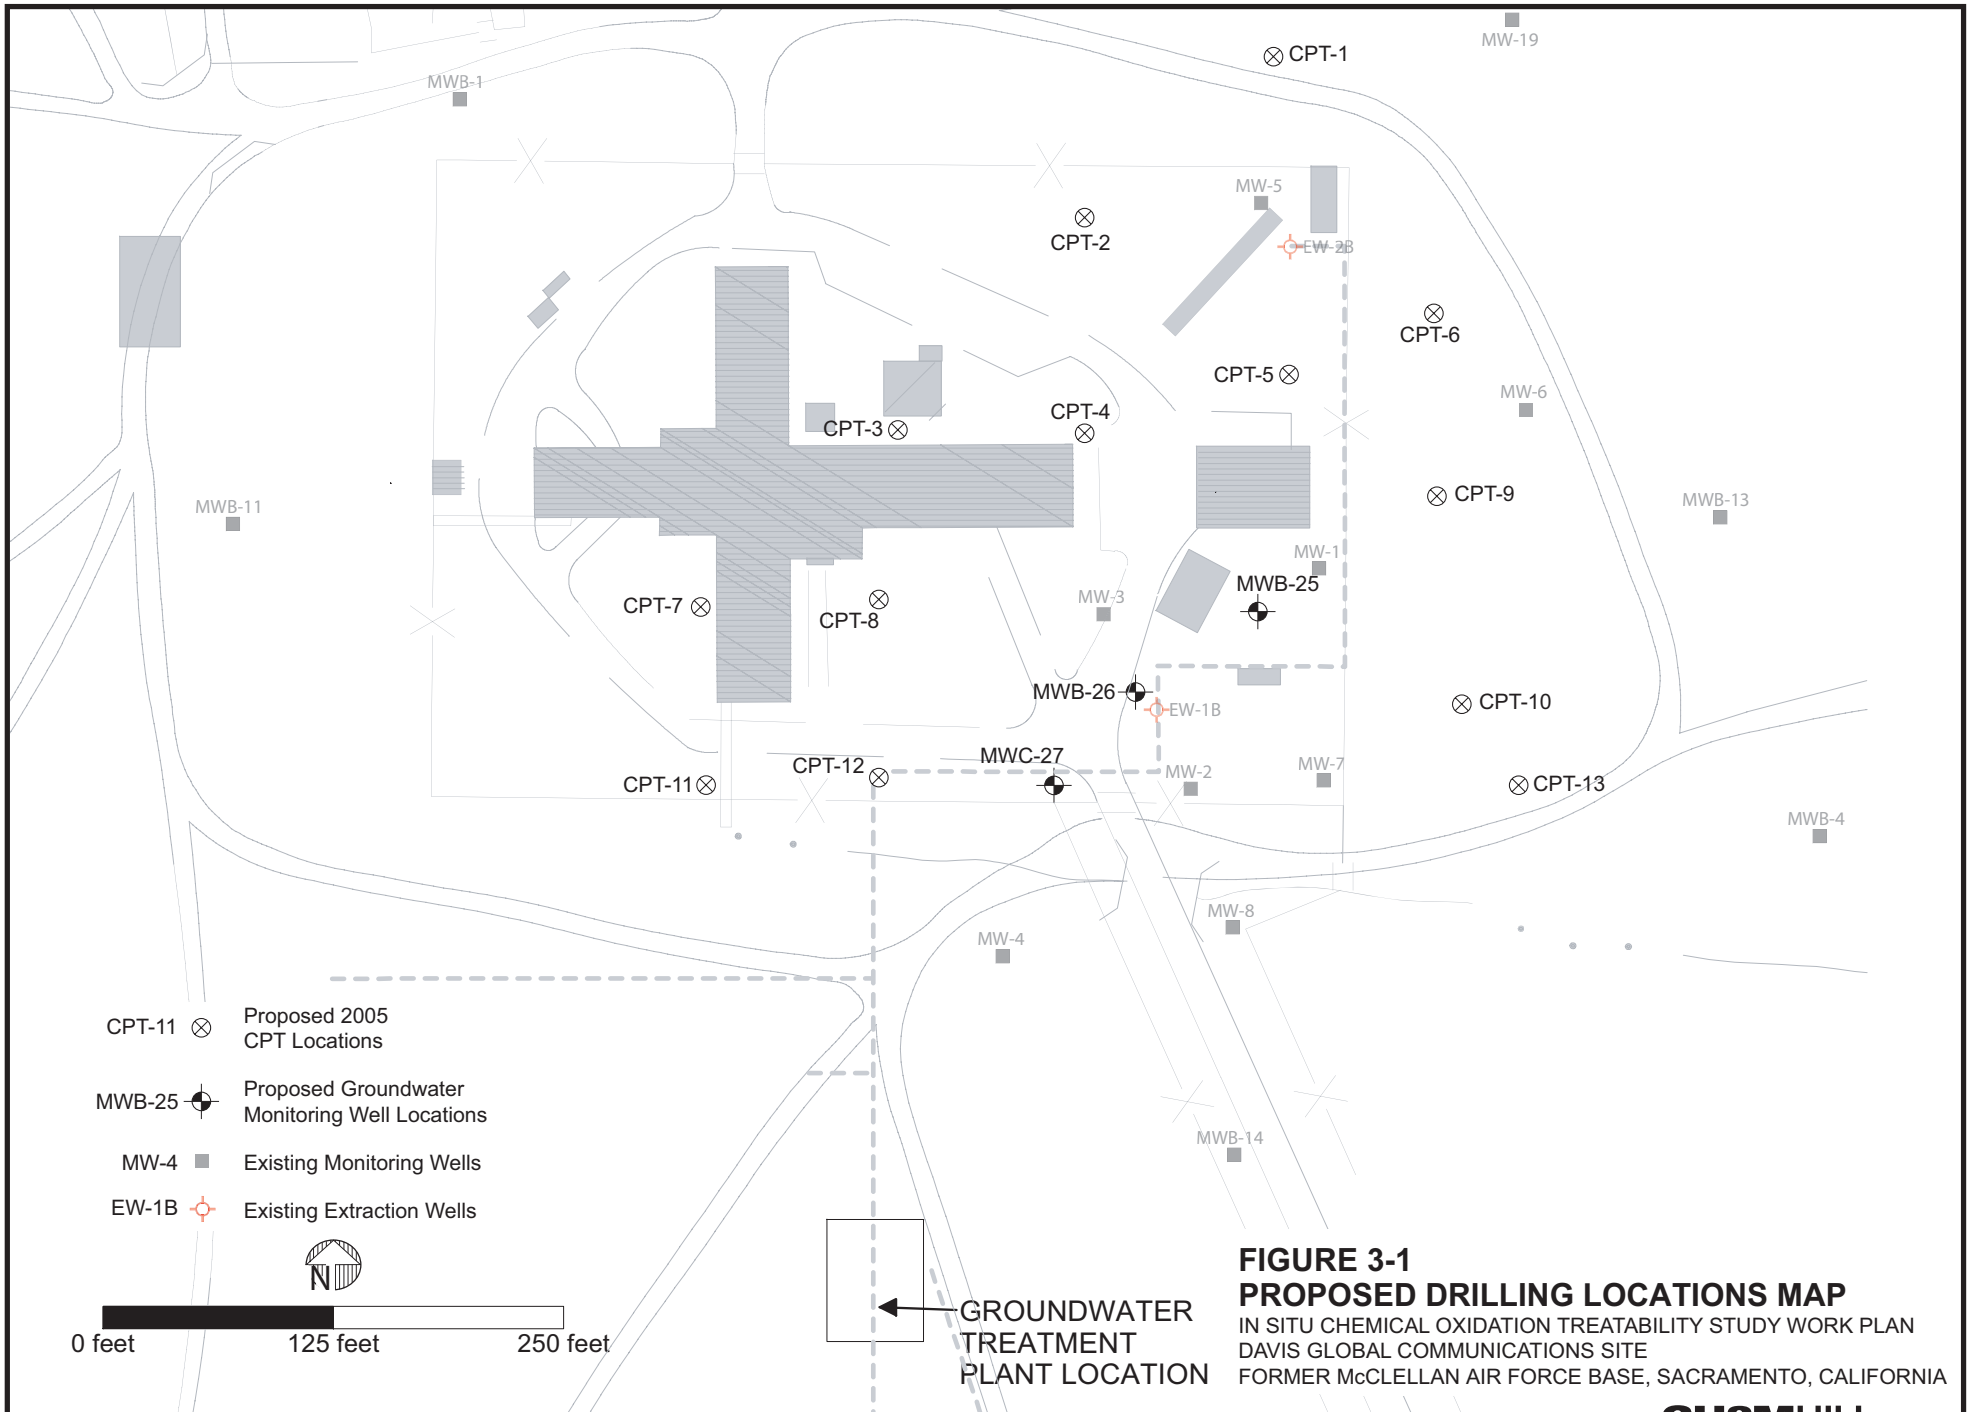 MW-19
CPT-1
MWB-1
MW-5
CPT-2
EW-2B
CPT-6
CPT-5
MW-6
CPT-4
CPT-3
CPT-9
MWB-13
MWB-11
MW-1
MWB-25
MW-3
CPT-7
CPT-8
MWB-26
EW-1B
CPT-10
MWC-27
CPT-12
MW-2
MW-7
CPT-11
CPT-13
MWB-4
MW-8
MW-4
MWB-14
CPT-11
Proposed 2005
CPT Locations
MWB-25
Proposed Groundwater
Monitoring Well Locations
MW-4
Existing Monitoring Wells
EW-1B
Existing Extraction Wells
N
0 feet
125 feet
250 feet
GROUNDWATER
TREATMENT
PLANT LOCATION
FIGURE 3-1
PROPOSED DRILLING LOCATIONS MAP
IN SITU CHEMICAL OXIDATION TREATABILITY STUDY WORK PLAN
DAVIS GLOBAL COMMUNICATIONS SITE
FORMER McCLELLAN AIR FORCE BASE, SACRAMENTO, CALIFORNIA